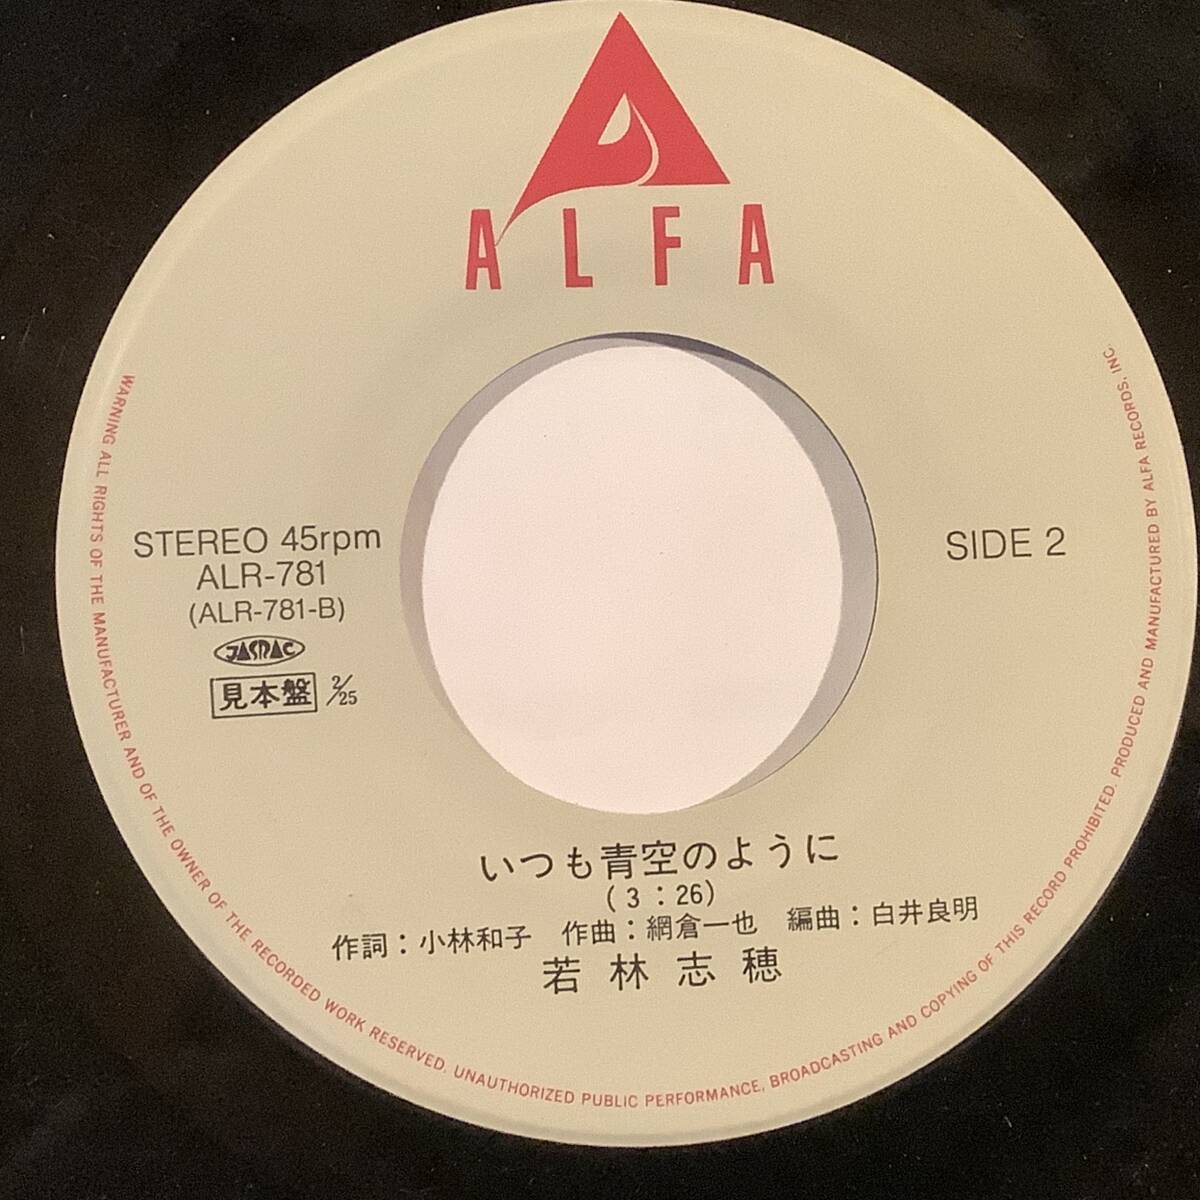 ALFA
STEREO 45rpm
ALR-781
(ALR-781-B)
JASRAC
見本盤 2/25
SIDE 2
いつも青空のように
(3:26)
作詞:小林和子 作曲:網倉一也 編曲:白井良明
若林志穂
WARNING ALL RIGHTS OF THE MANUFACTURER AND OF THE OWNER OF THE RECORDED WORK RESERVED. UNAUTHORIZED PUBLIC PERFORMANCE, BROADCASTING AND COPYING OF THIS RECORD PROHIBITED. PRODUCED AND MANUFACTURED BY ALFA RECORDS, INC.